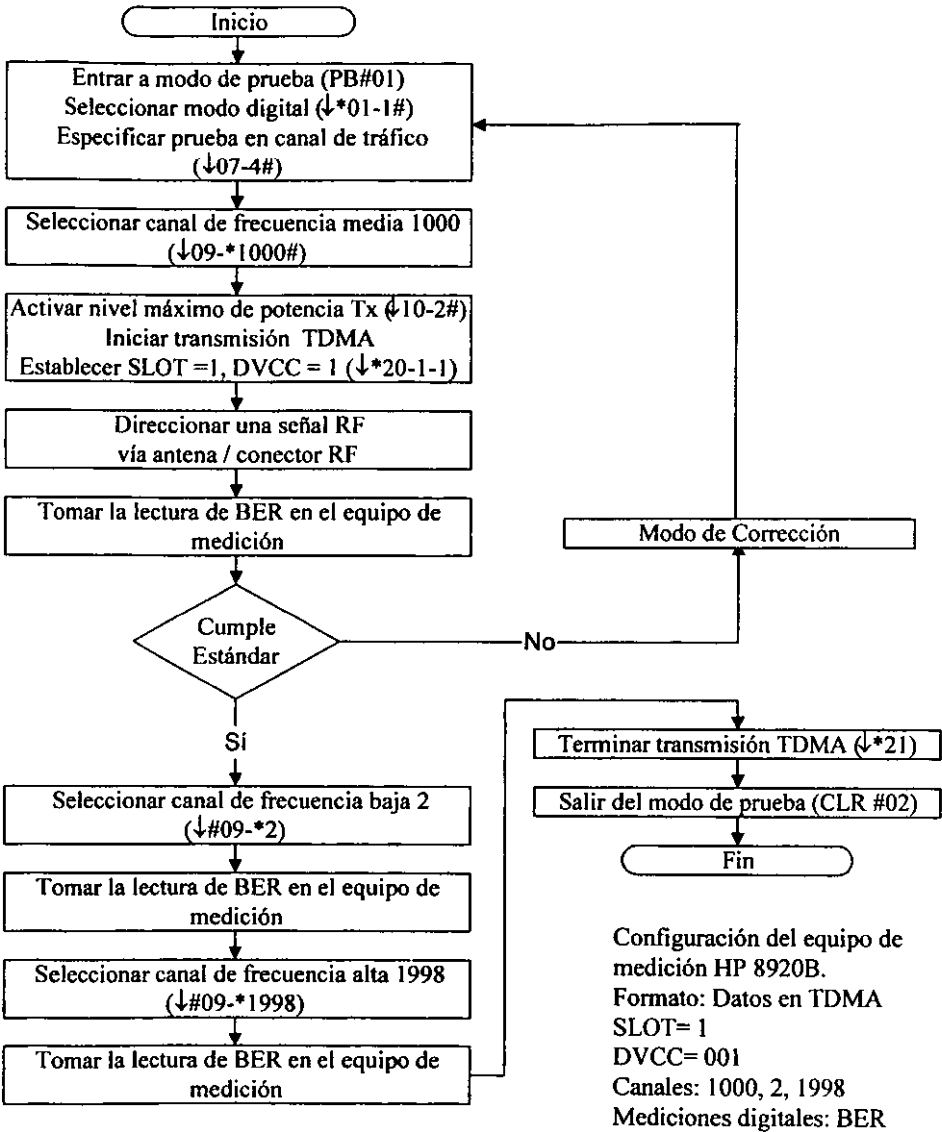 Inicio
Entrar a modo de prueba (PB#01)
Seleccionar modo digital (↓*01-1#)
Especificar prueba en canal de tráfico
(↓07-4#)
Seleccionar canal de frecuencia media 1000
(↓09-*1000#)
Activar nivel máximo de potencia Tx (↓10-2#)
Iniciar transmisión TDMA
Establecer SLOT =1, DVCC = 1 (↓*20-1-1)
Direccionar una señal RF
vía antena / conector RF
Tomar la lectura de BER en el equipo de
medición
Modo de Corrección
Cumple
Estándar
No
Sí
Seleccionar canal de frecuencia baja 2
(↓#09-*2)
Tomar la lectura de BER en el equipo de
medición
Seleccionar canal de frecuencia alta 1998
(↓#09-*1998)
Tomar la lectura de BER en el equipo de
medición
Terminar transmisión TDMA (↓*21)
Salir del modo de prueba (CLR #02)
Fin
Configuración del equipo de
medición HP 8920B.
Formato: Datos en TDMA
SLOT= 1
DVCC= 001
Canales: 1000, 2, 1998
Mediciones digitales: BER